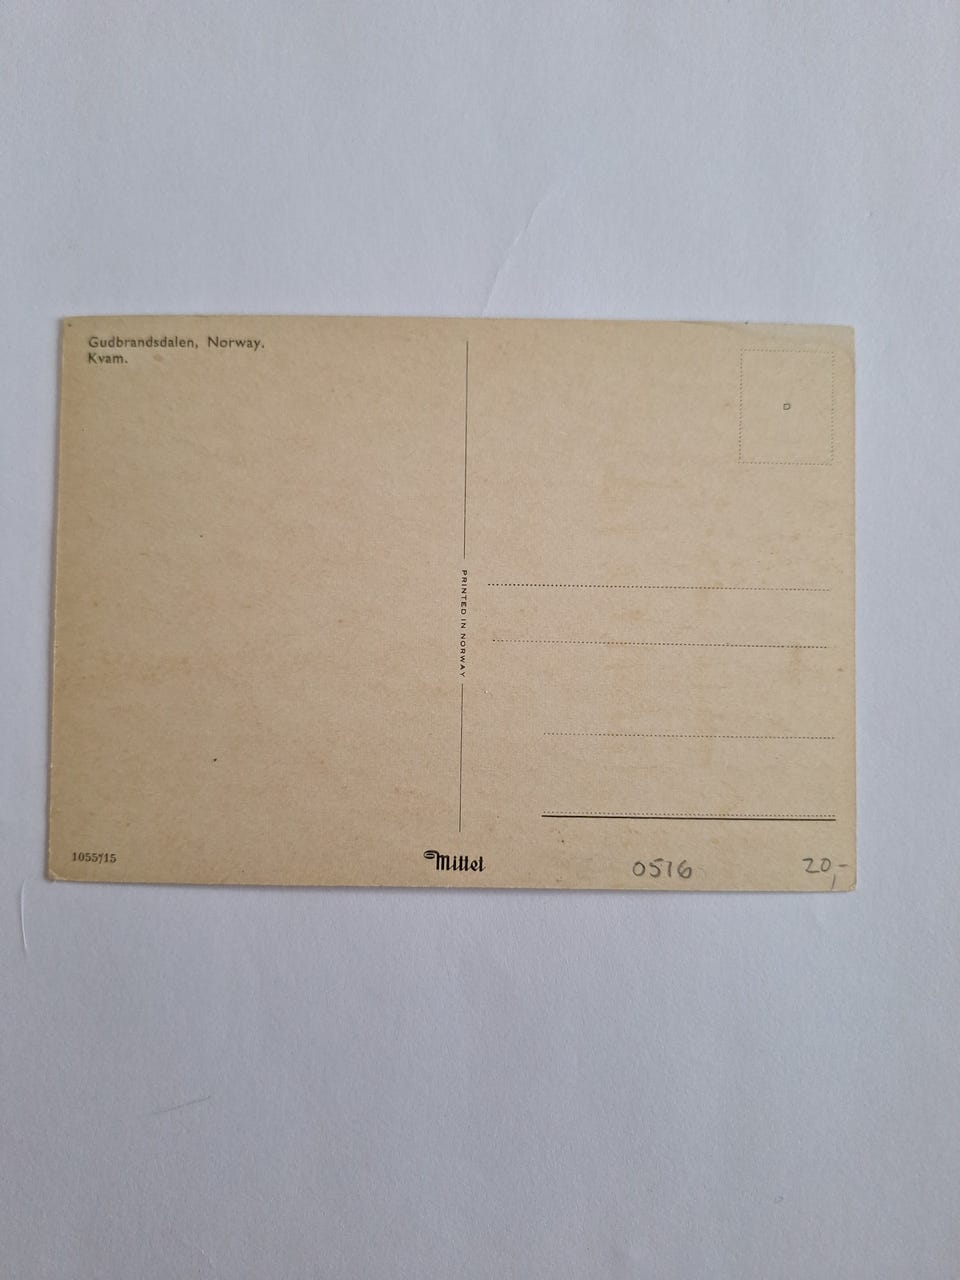 Gudbrandsdalen, Norway.
Kvam.
D
PRINTED IN NORWAY
1055/15
Mittet
0516
20,-